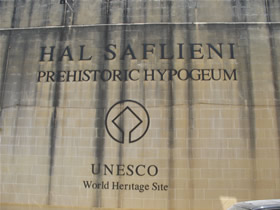 HAL SAFLIENI
PREHISTORIC HYPOGEUM
UNESCO
World Heritage Site